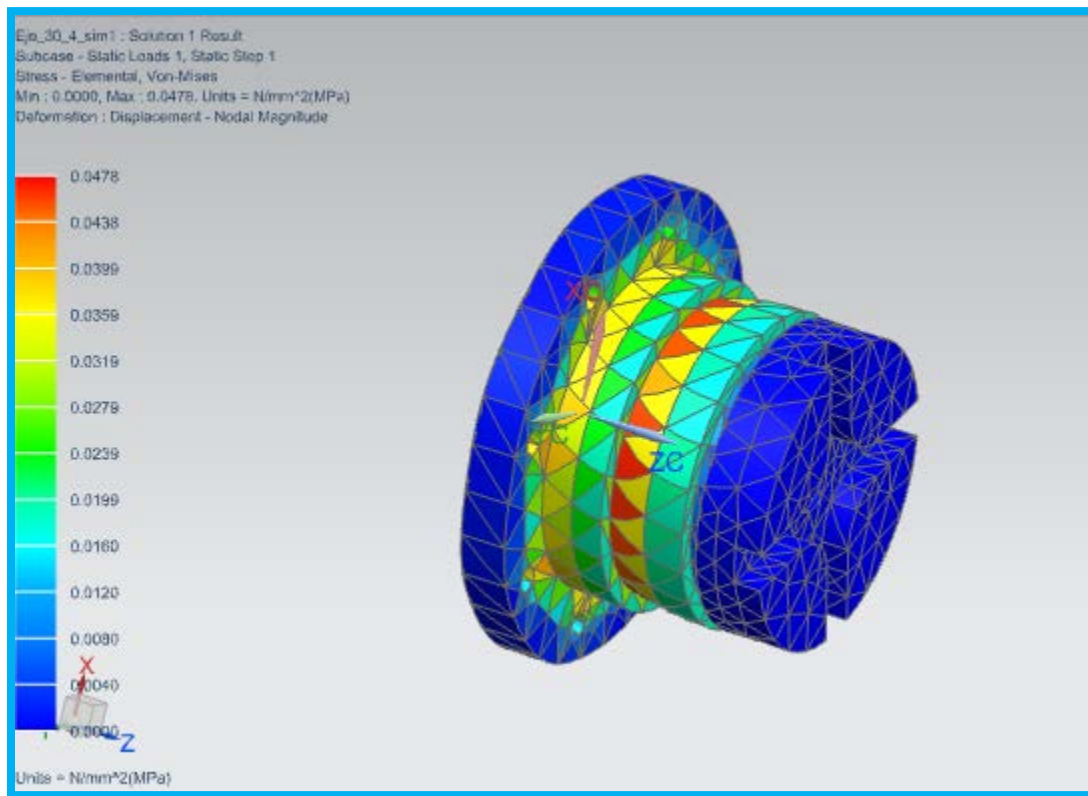 Eje_30_4_sim1 : Solution 1 Result
Subcase - Static Loads 1, Static Step 1
Stress - Elemental, Von-Mises
Min : 0.0000, Max : 0.0478, Units = N/mm^2(MPa)
Deformation : Displacement - Nodal Magnitude
0.0478
0.0438
0.0399
0.0359
0.0319
0.0279
0.0239
0.0199
0.0160
0.0120
0.0080
0.0040
0.0000
X
Z
Units = N/mm^2(MPa)
X
ZC